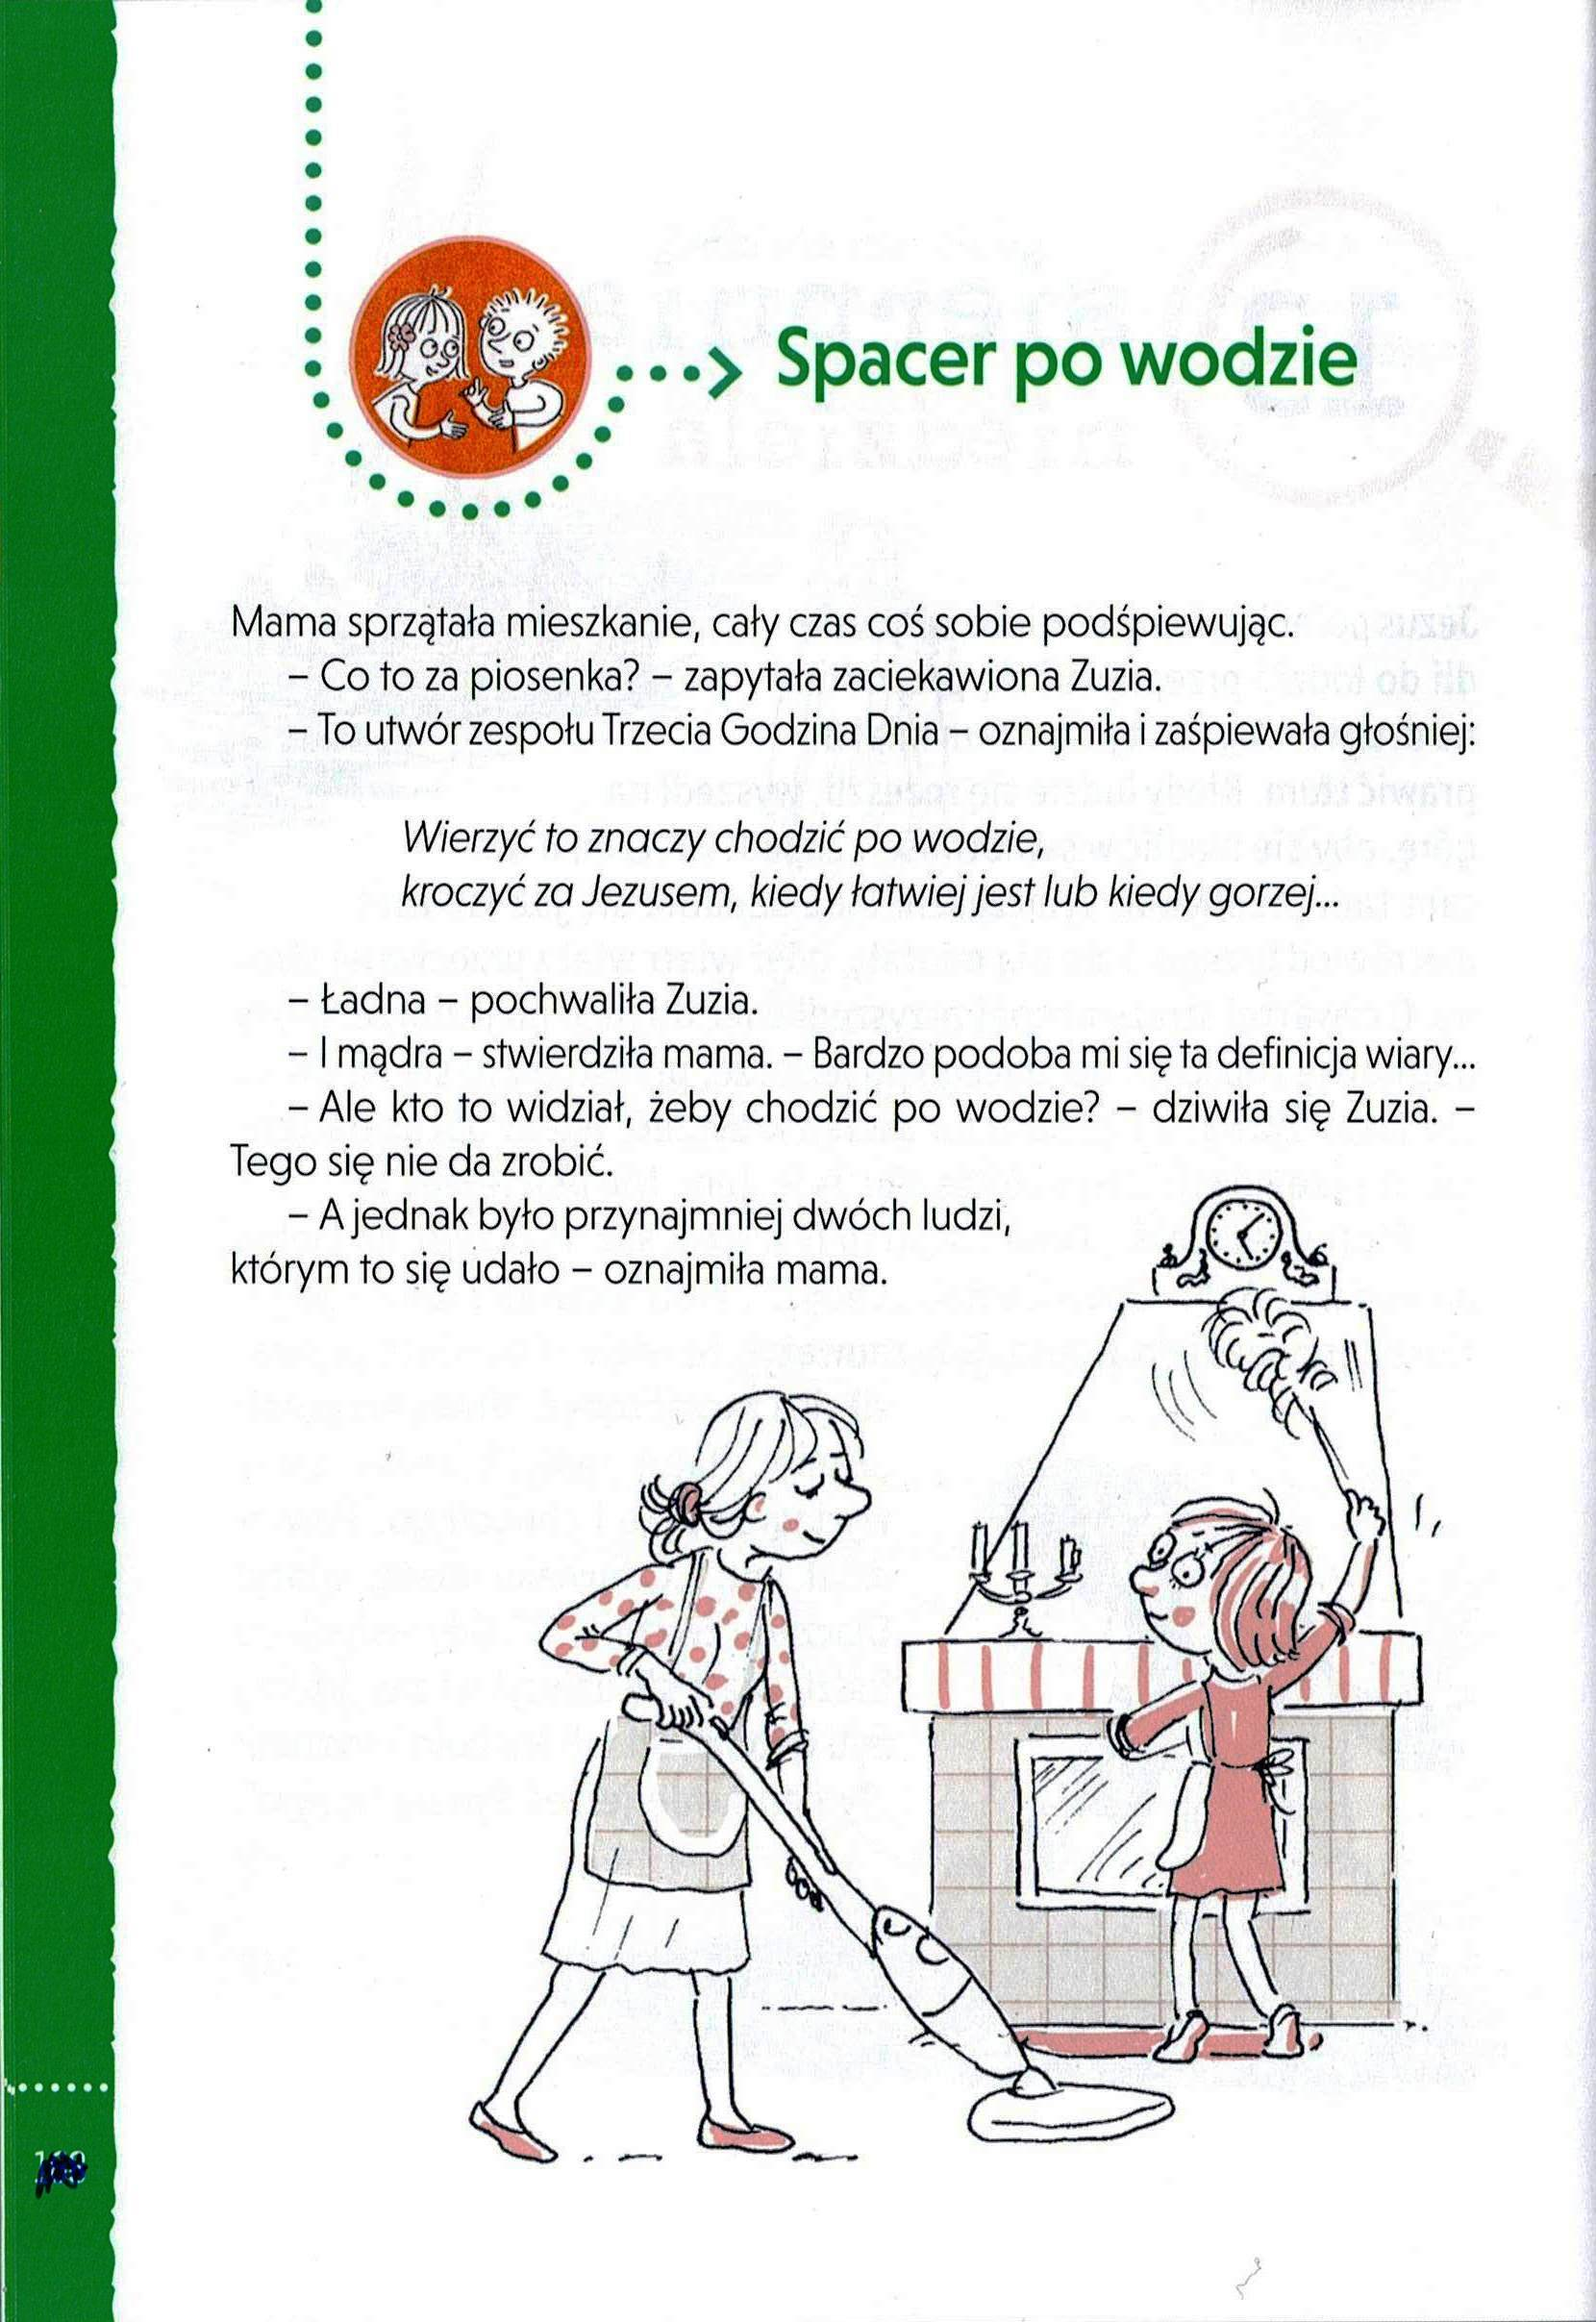 Spacer po wodzie
Mama sprzątała mieszkanie, cały czas coś sobie podśpiewując.
– Co to za piosenka? – zapytała zaciekawiona Zuzia.
– To utwór zespołu Trzecia Godzina Dnia – oznajmiła i zaśpiewała głośniej:
Wierzyć to znaczy chodzić po wodzie,
kroczyć za Jezusem, kiedy łatwiej jest lub kiedy gorzej...
– Ładna – pochwaliła Zuzia.
– I mądra – stwierdziła mama. – Bardzo podoba mi się ta definicja wiary...
– Ale kto to widział, żeby chodzić po wodzie? – dziwiła się Zuzia. –
Tego się nie da zrobić.
– A jednak było przynajmniej dwóch ludzi,
którym to się udało – oznajmiła mama.